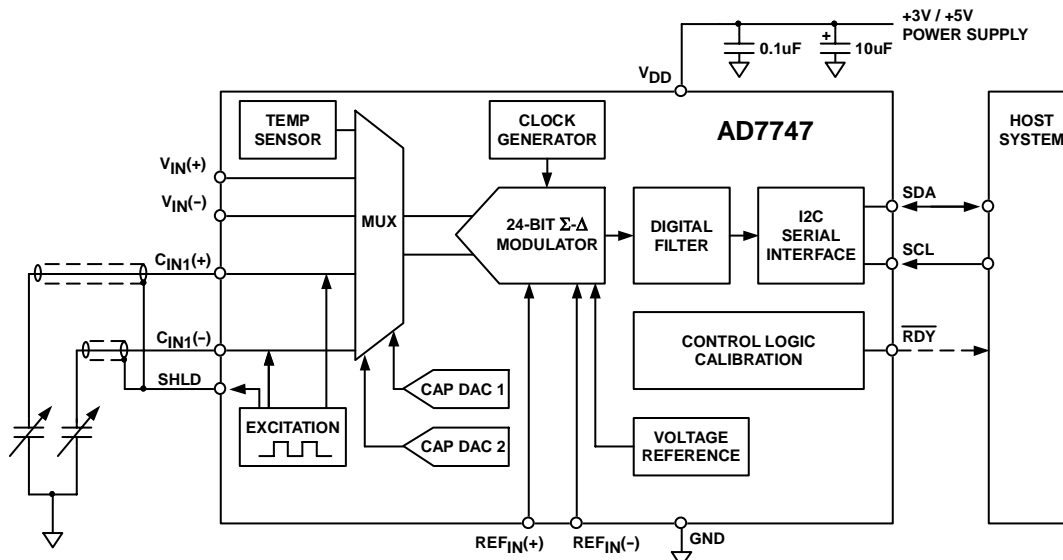 +3V / +5V
POWER SUPPLY
0.1uF
+
10uF
VDD
TEMP
SENSOR
CLOCK
GENERATOR
AD7747
HOST
SYSTEM
VIN(+)
VIN(–)
MUX
24-BIT Σ-Δ
MODULATOR
DIGITAL
FILTER
I2C
SERIAL
INTERFACE
SDA
SCL
CIN1(+)
CIN1(–)
SHLD
CONTROL LOGIC
CALIBRATION
RDY
CAP DAC 1
EXCITATION
CAP DAC 2
VOLTAGE
REFERENCE
REFIN(+)
REFIN(–)
GND